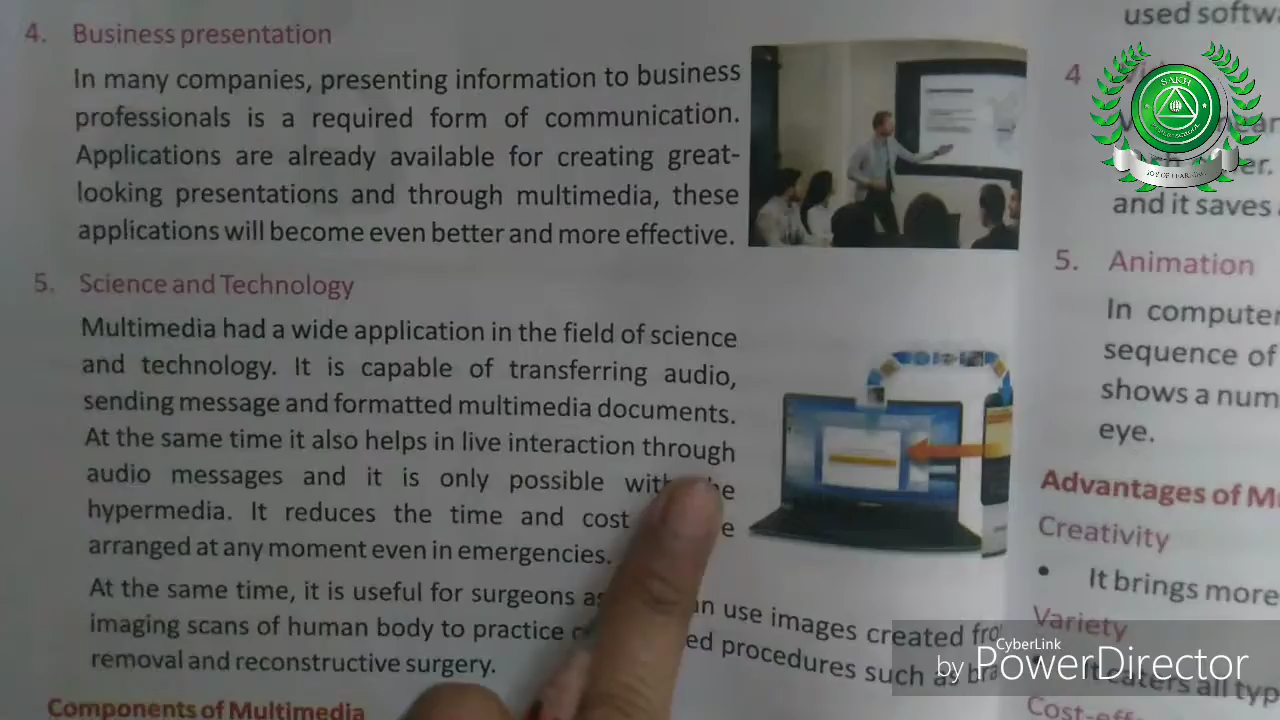 4. Business presentation
In many companies, presenting information to business
professionals is a required form of communication.
Applications are already available for creating great-
looking presentations and through multimedia, these
applications will become even better and more effective.
5. Science and Technology
Multimedia had a wide application in the field of science
and technology. It is capable of transferring audio,
sending message and formatted multimedia documents.
At the same time it also helps in live interaction through
audio messages and it is only possible with
hypermedia. It reduces the time and cost
arranged at any moment even in emergencies.
At the same time, it is useful for surgeons use images created
imaging scans of human body to practice procedures such as
removal and reconstructive surgery.
Components of Multimedia
used
4
and it saves
5. Animation
In computer
sequence of
shows a
eye.
Advantages of
Creativity
• It brings more
Variety
all
SAKH
JOY OF LEARNING
CyberLink
by PowerDirector